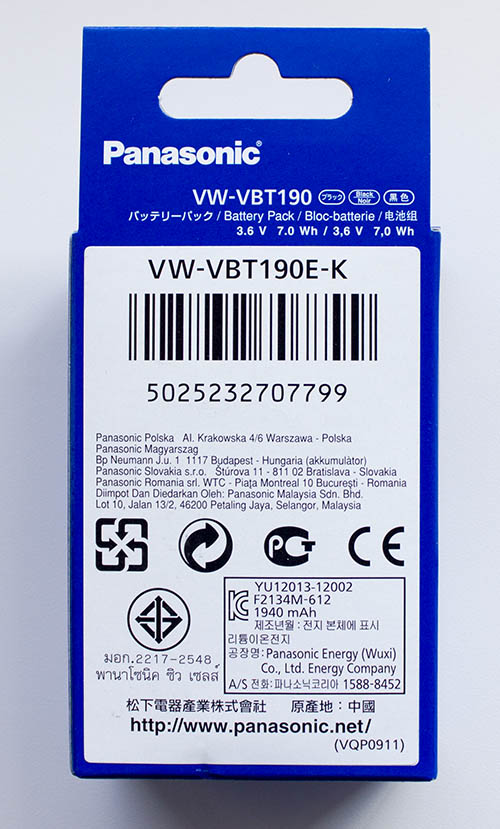 Panasonic®
VW-VBT190 ブラック Black Noir 黒色
バッテリーパック / Battery Pack / Bloc-batterie / 电池组
3.6 V 7.0 Wh / 3,6 V 7,0 Wh
VW-VBT190E-K
5025232707799
Panasonic Polska Al. Krakowska 4/6 Warszawa - Polska
Panasonic Magyarszag
Bp Neumann J.u. 1 1117 Budapest - Hungaria (akkumulàtor)
Panasonic Slovakia s.r.o. Štúrova 11 - 811 02 Bratislava - Slovakia
Panasonic Romania srl. WTC - Piaţa Montreal 10 Bucureşti - Romania
Diimpot Dan Diedarkan Oleh: Panasonic Malaysia Sdn. Bhd.
Lot 10, Jalan 13/2, 46200 Petaling Jaya, Selangor, Malaysia
PCT CE
YU12013-12002
F2134M-612
1940 mAh
제조년월 : 전지 본체에 표시
리튬이온전지
공장명: Panasonic Energy (Wuxi)
Co., Ltd. Energy Company
A/S 전화: 파나소닉코리아 1588-8452
มอก.2217-2548
พานาโซนิค ซิว เซลส์
松下電器產業株式會社 原產地: 中國
http://www.panasonic.net/
(VQP0911)